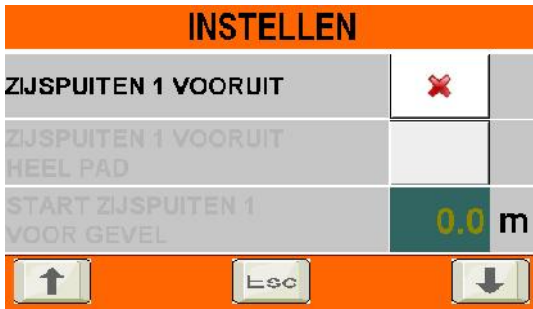 INSTELLEN
ZIJSPUITEN 1 VOORUIT
ZIJSPUITEN 1 VOORUIT
HEEL PAD
START ZIJSPUITEN 1
VOOR GEVEL
0.0 m
Esc